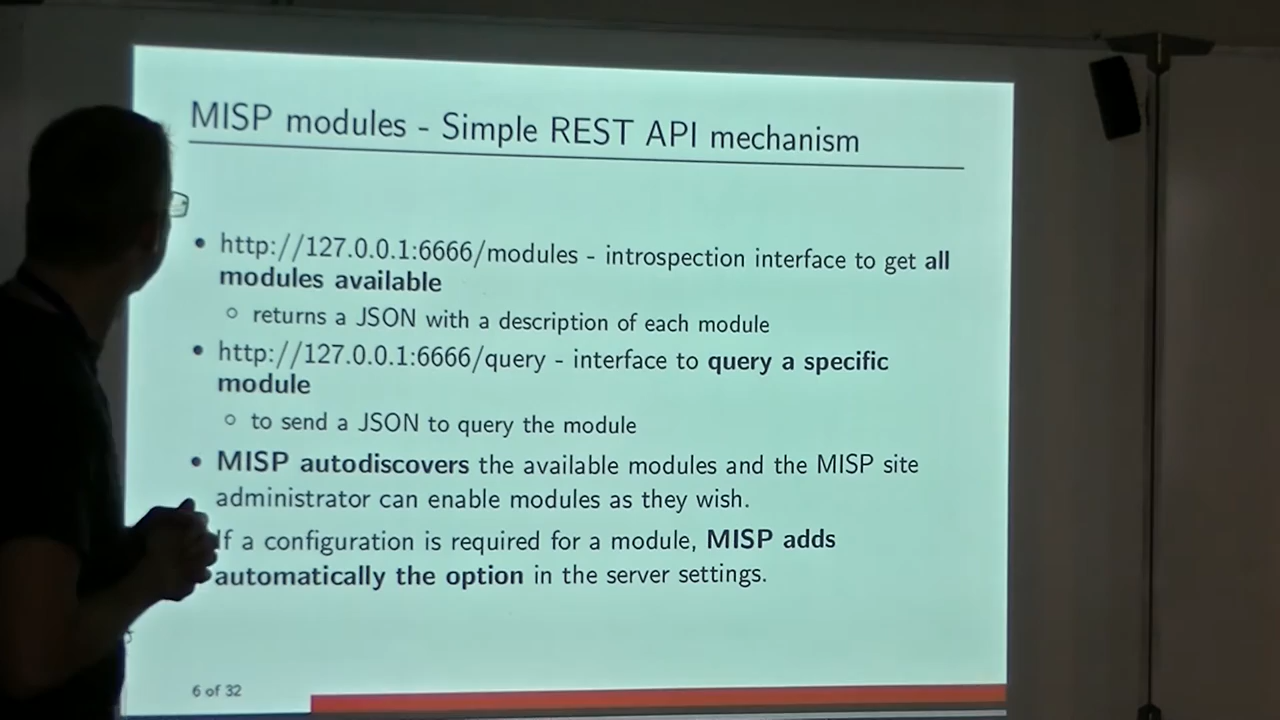 MISP modules - Simple REST API mechanism
• http://127.0.0.1:6666/modules - introspection interface to get all
modules available
◦ returns a JSON with a description of each module
• http://127.0.0.1:6666/query - interface to query a specific
module
◦ to send a JSON to query the module
• MISP autodiscovers the available modules and the MISP site
administrator can enable modules as they wish.
If a configuration is required for a module, MISP adds
automatically the option in the server settings.
6 of 32